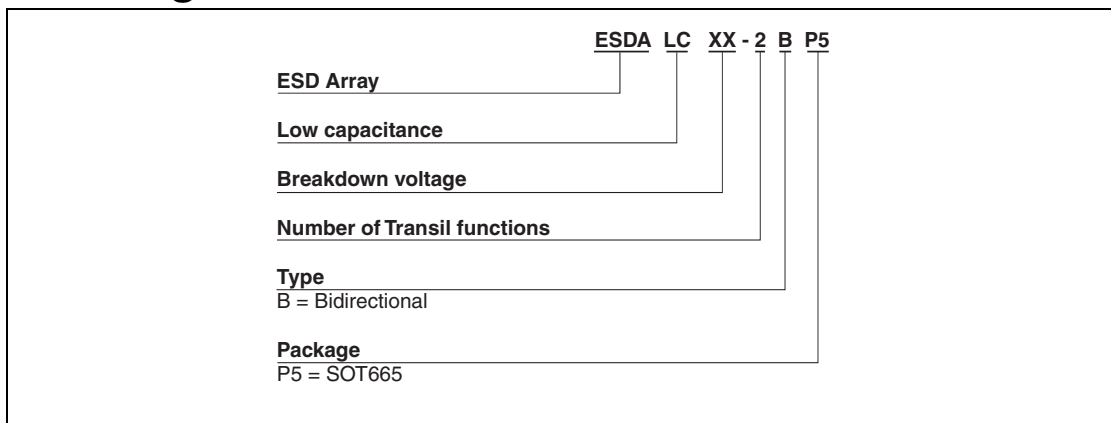 ESDA LC XX - 2 B P5
ESD Array
Low capacitance
Breakdown voltage
Number of Transil functions
Type
B = Bidirectional
Package
P5 = SOT665